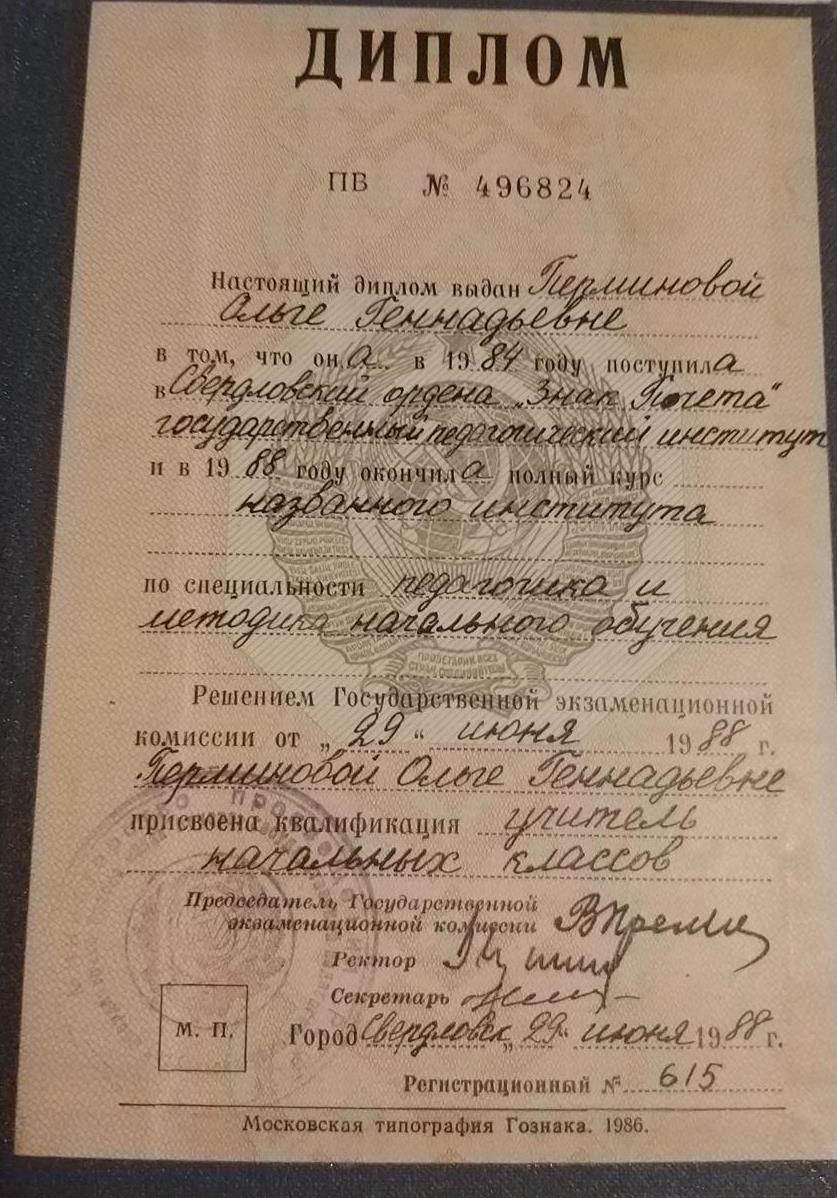 ДИПЛОМ
ПВ № 496824
Настоящий диплом выдан Перминовой
Ольге Геннадьевне
в том, что она в 1984 году поступила
в Свердловский ордена „Знак Почета"
государственный педагогический институт
и в 1988 году окончила полный курс
названного института
по специальности педагогика и
методика начального обучения
Решением Государственной экзаменационной
комиссии от „29" июня 1988 г.
Перминовой Ольге Геннадьевне
присвоена квалификация учитель
начальных классов
Председатель Государственной
экзаменационной комиссии
Ректор
Секретарь
М. П.
Город Свердловск „29" июня 1988 г.
Регистрационный № 615
Московская типография Гознака. 1986.